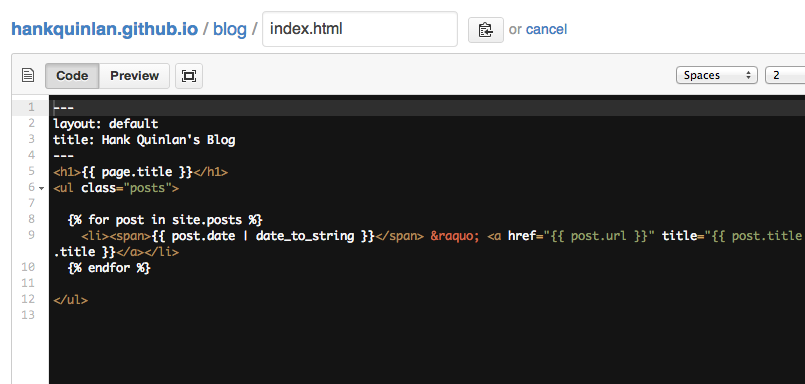 hankquinlan.github.io / blog / index.html or cancel
Code Preview Spaces 2
1 ---
2 layout: default
3 title: Hank Quinlan's Blog
4 ---
5 <h1>{{ page.title }}</h1>
6 <ul class="posts">
7
8 {% for post in site.posts %}
9 <li><span>{{ post.date | date_to_string }}</span> &raquo; <a href="{{ post.url }}" title="{{ post.title
.title }}</a></li>
10 {% endfor %}
11
12 </ul>
13